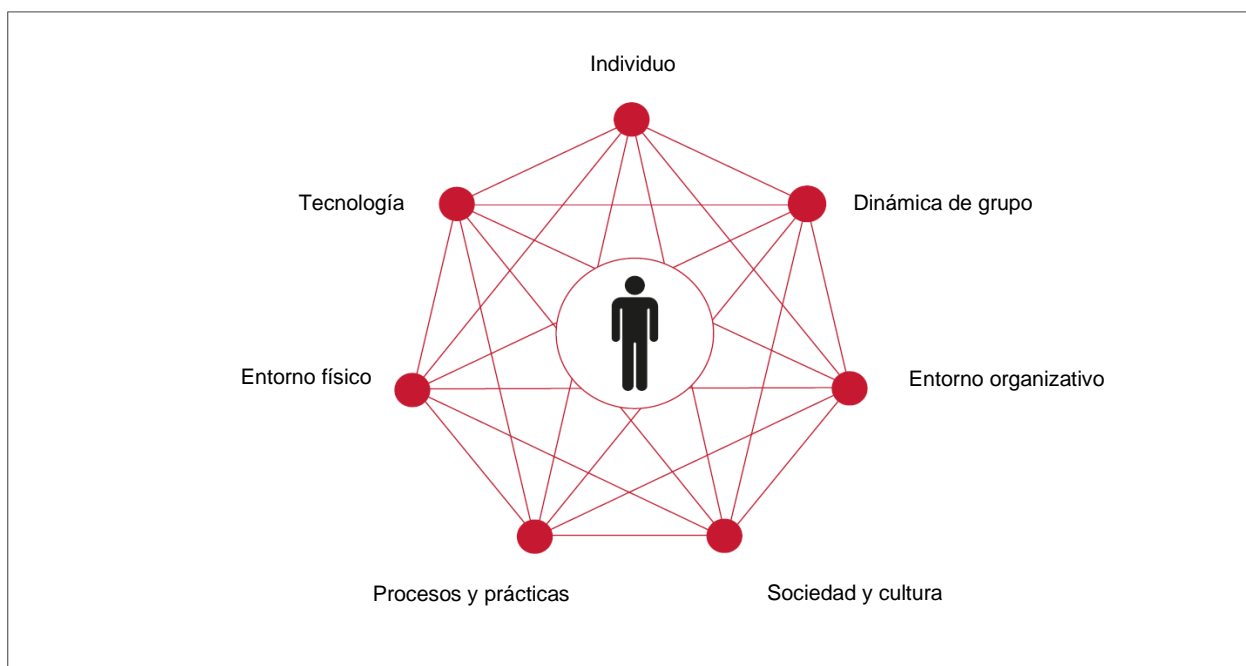 Individuo
Tecnología
Dinámica de grupo
Entorno físico
Entorno organizativo
Procesos y prácticas
Sociedad y cultura